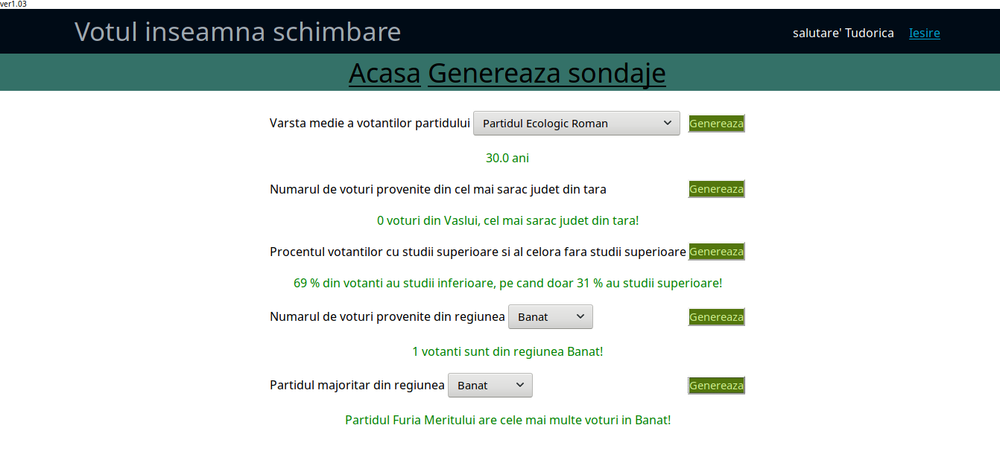 ver1.03
Votul inseamna schimbare
salutare' Tudorica Iesire
Acasa Genereaza sondaje
Varsta medie a votantilor partidului Partidul Ecologic Roman Genereaza
30.0 ani
Numarul de voturi provenite din cel mai sarac judet din tara Genereaza
0 voturi din Vaslui, cel mai sarac judet din tara!
Procentul votantilor cu studii superioare si al celora fara studii superioare Genereaza
69 % din votanti au studii inferioare, pe cand doar 31 % au studii superioare!
Numarul de voturi provenite din regiunea Banat Genereaza
1 votanti sunt din regiunea Banat!
Partidul majoritar din regiunea Banat Genereaza
Partidul Furia Meritului are cele mai multe voturi in Banat!